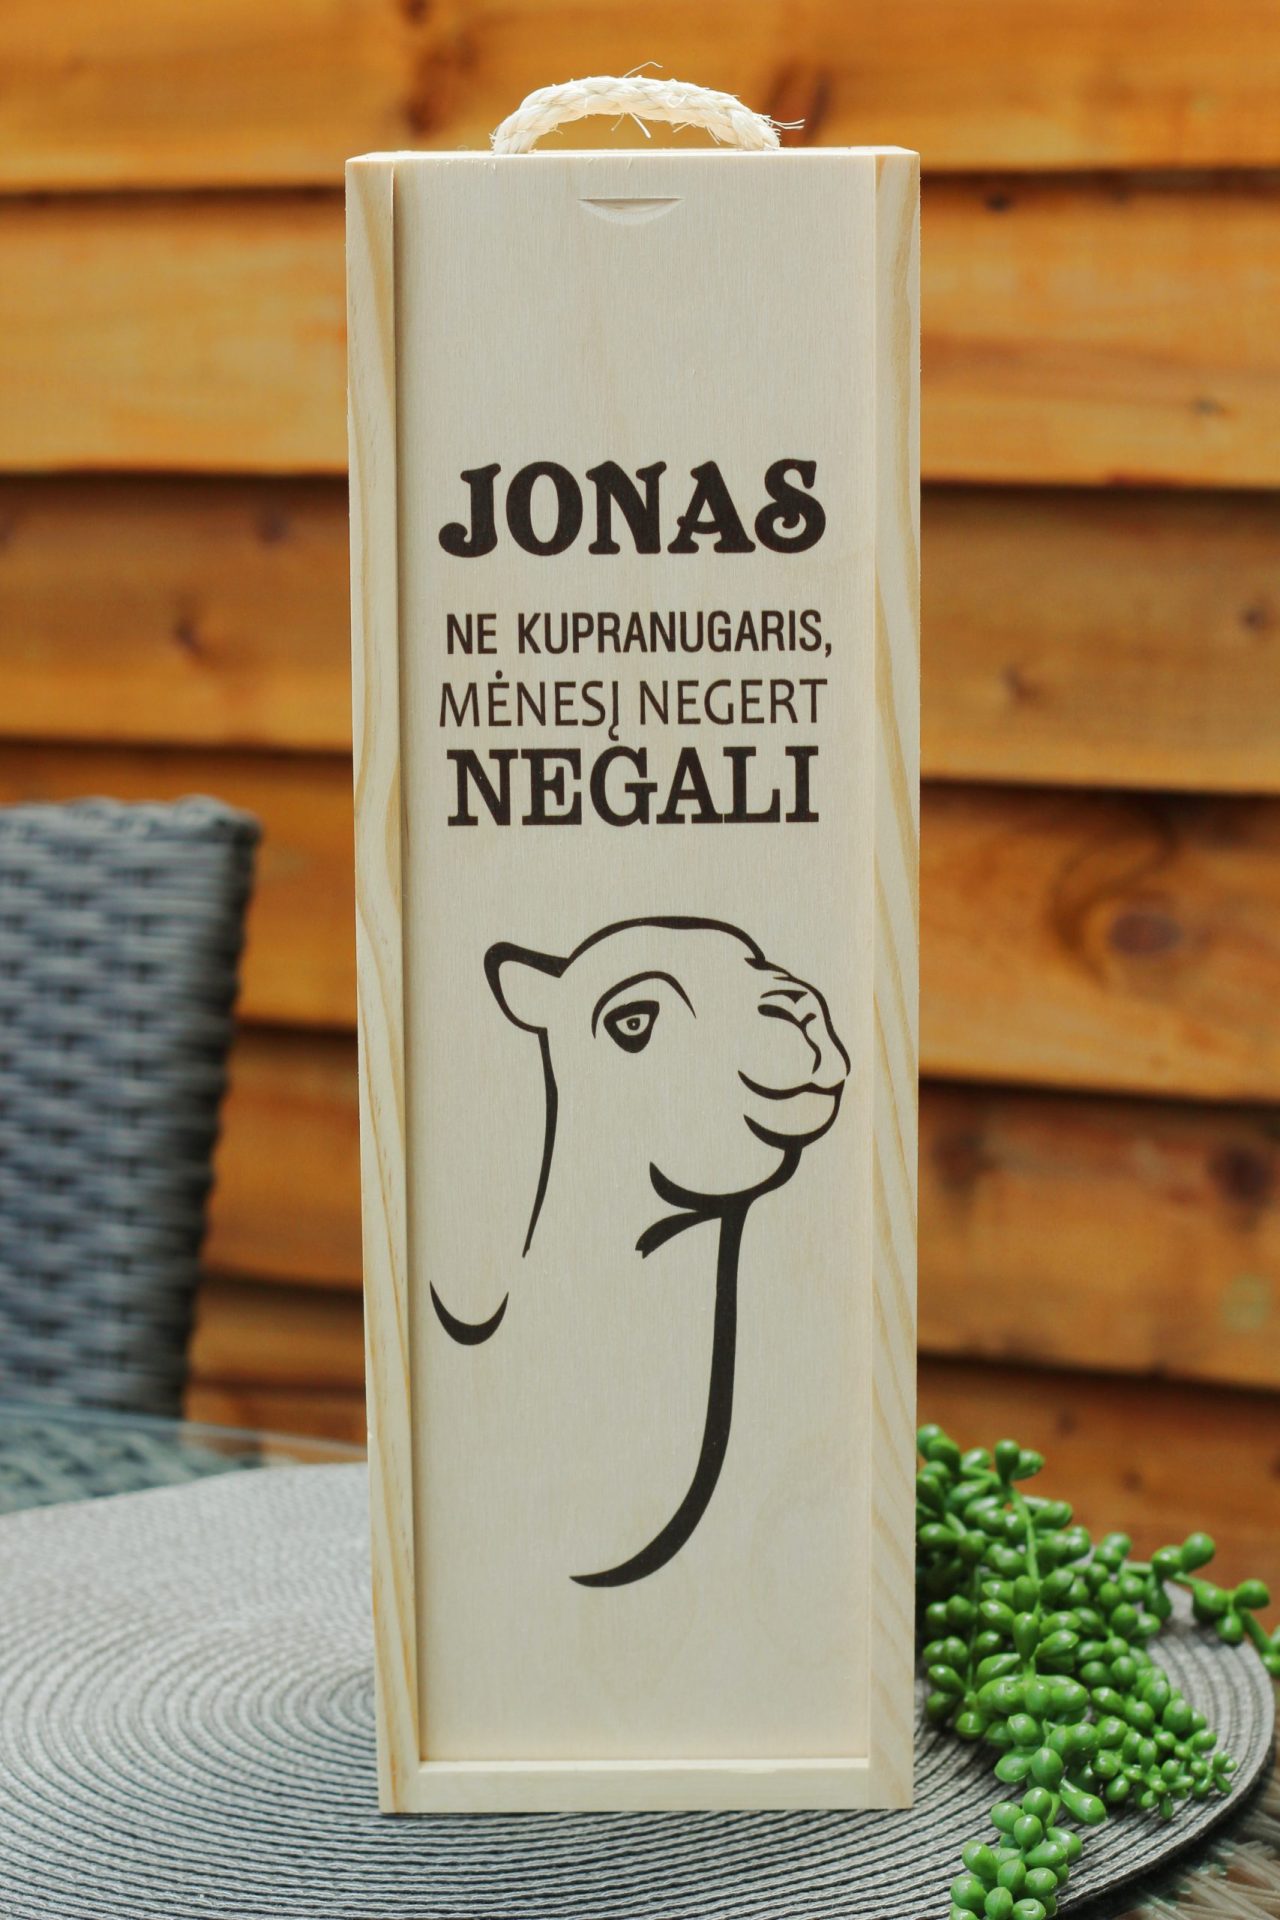 JONAS
NE KUPRANUGARIS,
MĖNESĮ NEGERT
NEGALI